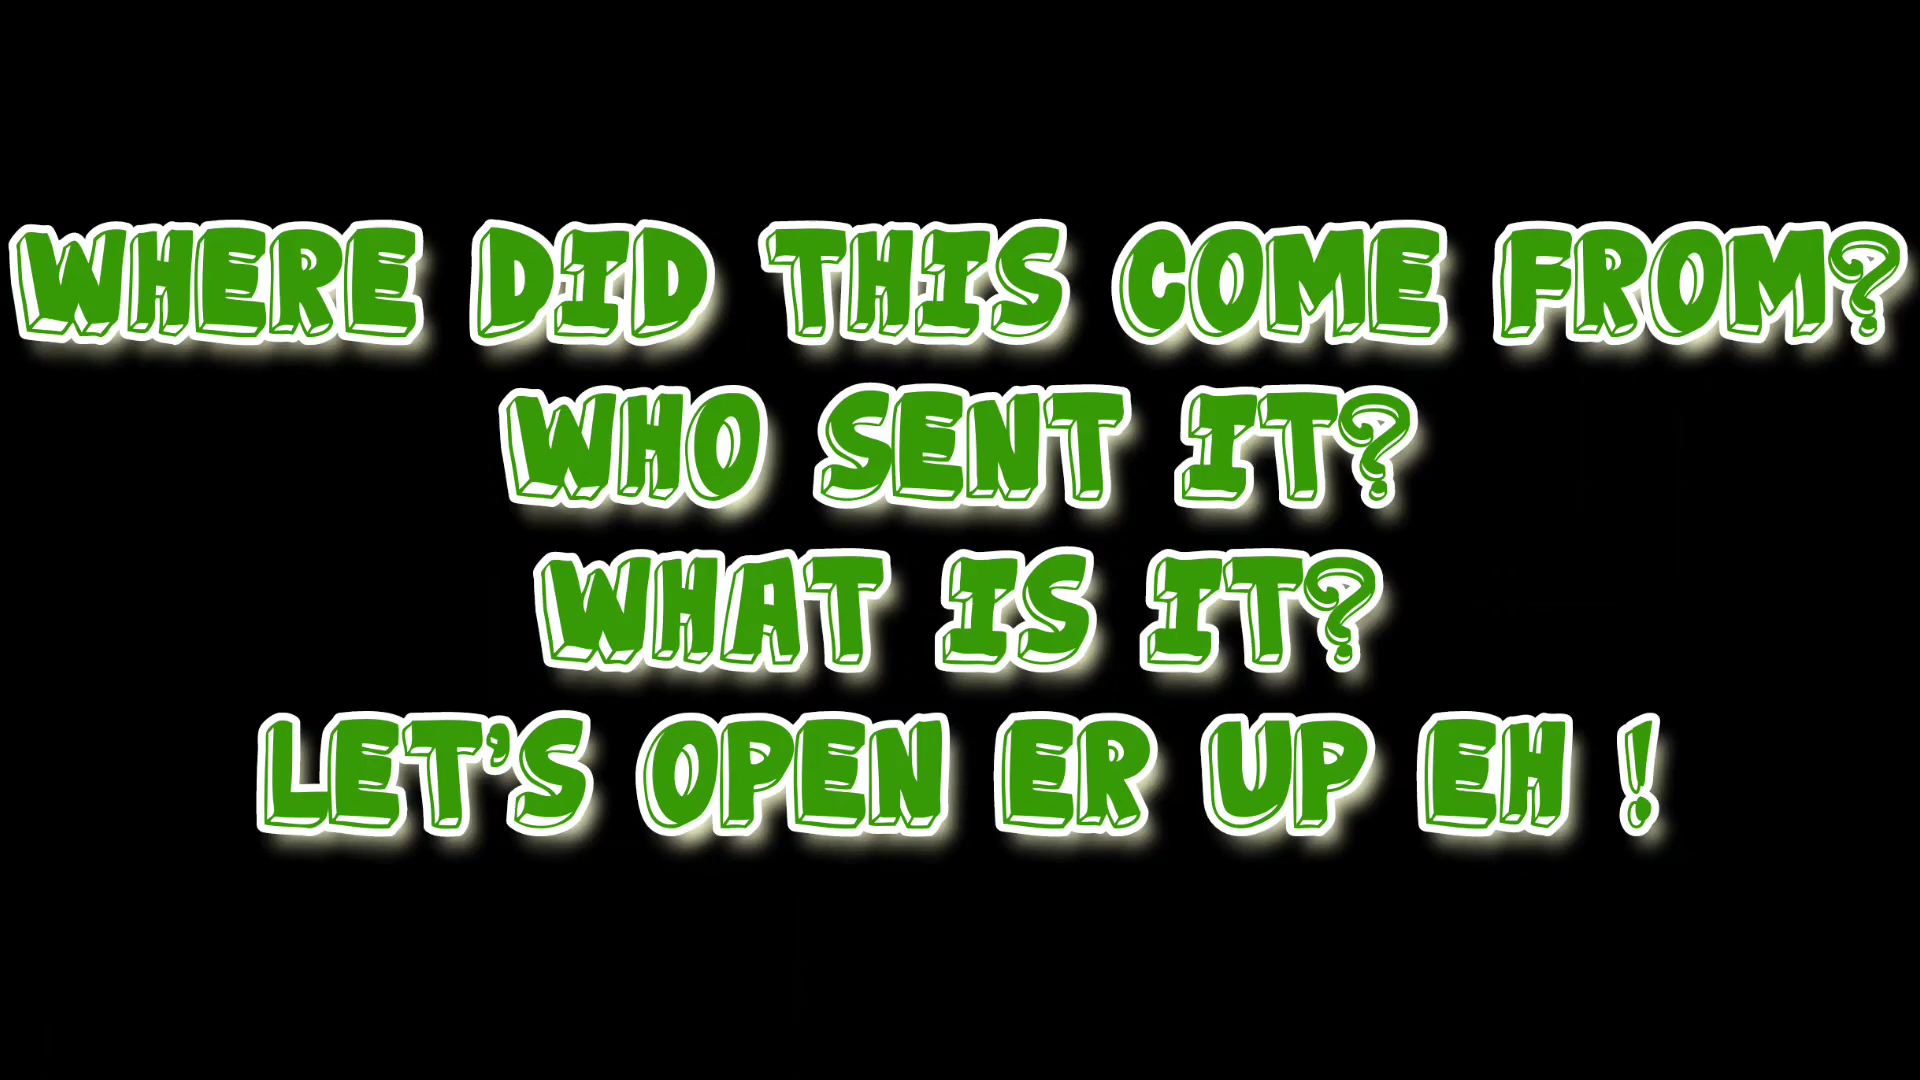 WHERE DID THIS COME FROM?
WHO SENT IT?
WHAT IS IT?
LET'S OPEN ER UP EH !